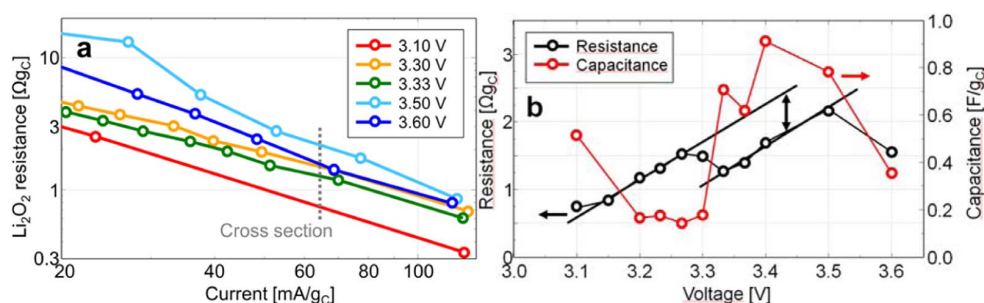 a
Li₂O₂ resistance [ΩgC]
10
3
1
0.3
3.10 V
3.30 V
3.33 V
3.50 V
3.60 V
Cross section
20
40
60
80
100
Current [mA/gC]
b
Resistance
Capacitance
Resistance [ΩgC]
3
2
1
0
3.0
3.1
3.2
3.3
3.4
3.5
3.6
Voltage [V]
1.0
0.8
0.6
0.4
0.2
0.0
Capacitance [F/gC]